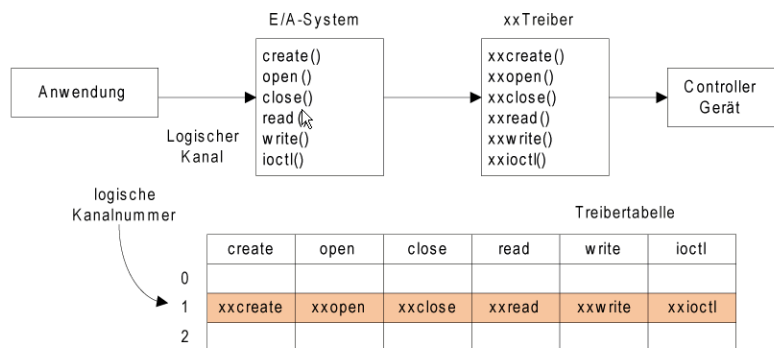 E/A-System
xxTreiber
Anwendung
Logischer
Kanal
create()
open()
close()
read()
write()
ioctl()
xxcreate()
xxopen()
xxclose()
xxread()
xxwrite()
xxioctl()
Controller
Gerät
logische
Kanalnummer
Treibertabelle
create open close read write ioctl
0
1 xxcreate xxopen xxclose xxread xxwrite xxioctl
2